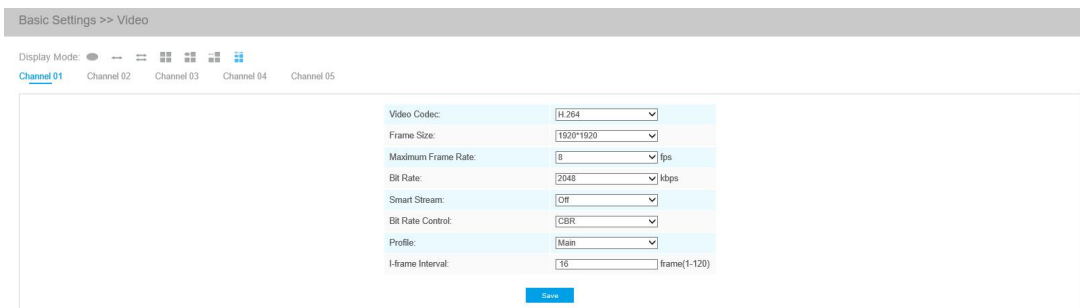 Basic Settings >> Video
Display Mode:
Channel 01 Channel 02 Channel 03 Channel 04 Channel 05
Video Codec: H.264
Frame Size: 1920*1920
Maximum Frame Rate: 8 fps
Bit Rate: 2048 kbps
Smart Stream: Off
Bit Rate Control: CBR
Profile: Main
I-frame Interval: 16 frame(1-120)
Save